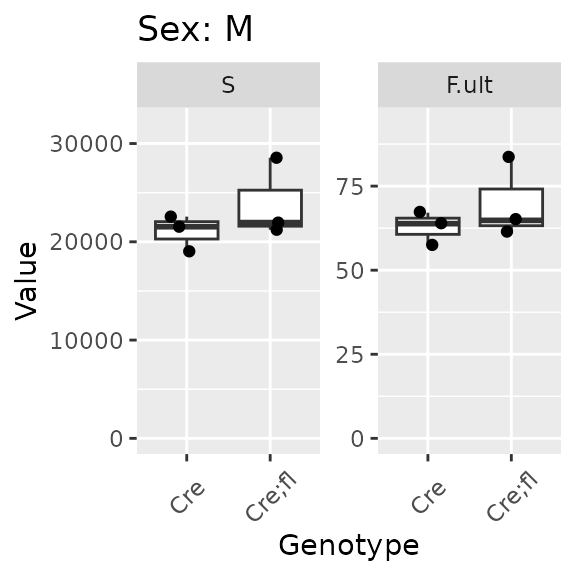 Sex: M
S
F.ult
Value
30000
20000
10000
0
75
50
25
0
Cre
Cre;fl
Cre
Cre;fl
Genotype